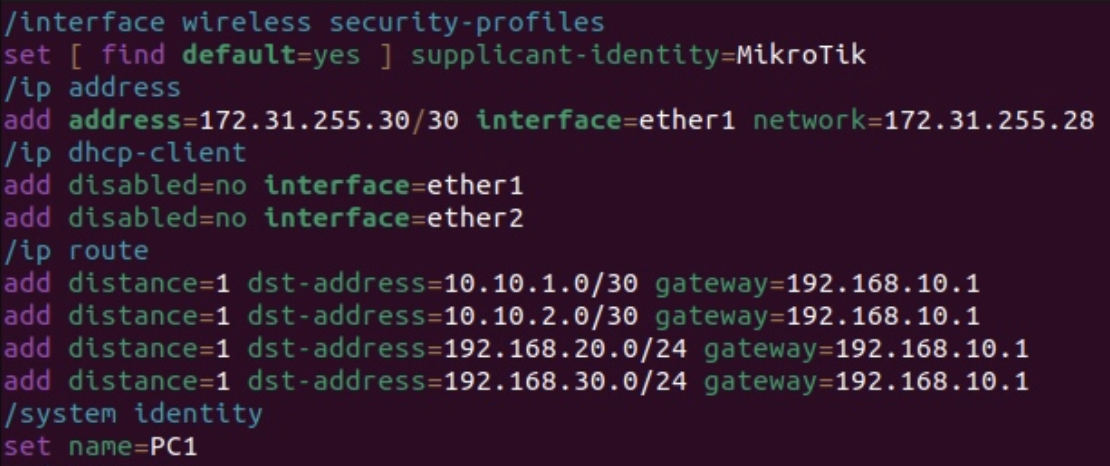 /interface wireless security-profiles
set [ find default=yes ] supplicant-identity=MikroTik
/ip address
add address=172.31.255.30/30 interface=ether1 network=172.31.255.28
/ip dhcp-client
add disabled=no interface=ether1
add disabled=no interface=ether2
/ip route
add distance=1 dst-address=10.10.1.0/30 gateway=192.168.10.1
add distance=1 dst-address=10.10.2.0/30 gateway=192.168.10.1
add distance=1 dst-address=192.168.20.0/24 gateway=192.168.10.1
add distance=1 dst-address=192.168.30.0/24 gateway=192.168.10.1
/system identity
set name=PC1